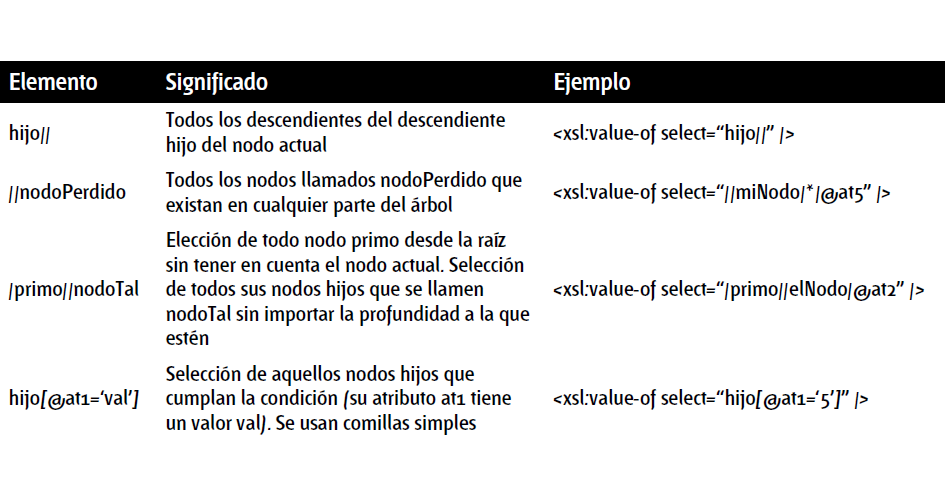 Elemento Significado Ejemplo
hijo// Todos los descendientes del descendiente hijo del nodo actual <xsl:value-of select=“hijo//” />
//nodoPerdido Todos los nodos llamados nodoPerdido que existan en cualquier parte del árbol <xsl:value-of select=“//miNodo/*/@at5” />
/primo//nodoTal Elección de todo nodo primo desde la raíz sin tener en cuenta el nodo actual. Selección de todos sus nodos hijos que se llamen nodoTal sin importar la profundidad a la que estén <xsl:value-of select=“/primo//elNodo/@at2” />
hijo[@at1=‘val’] Selección de aquellos nodos hijos que cumplan la condición (su atributo at1 tiene un valor val). Se usan comillas simples <xsl:value-of select=“hijo[@at1=‘5’]” />